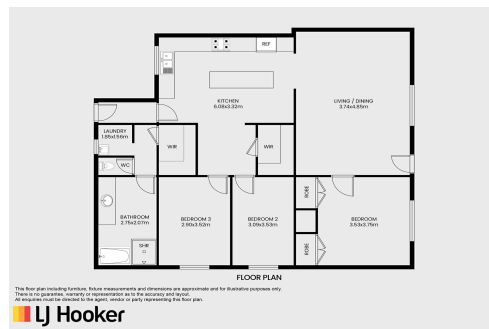 REF
KITCHEN
6.08x3.32m
LIVING / DINING
3.74x4.85m
LAUNDRY
1.85x1.56m
WIR
WIR
WC
ROBE
BATHROOM
2.75x2.07m
BEDROOM 3
2.90x3.52m
BEDROOM 2
3.09x3.53m
BEDROOM
3.53x3.75m
SHR
ROBE
FLOOR PLAN
This floor plan including furniture, fixture measurements and dimensions are approximate and for illustrative purposes only.
There is no guarantee, warranty or representation as to the accuracy and layout.
All enquiries must be directed to the agent, vendor or party representing this floor plan.
LJ Hooker